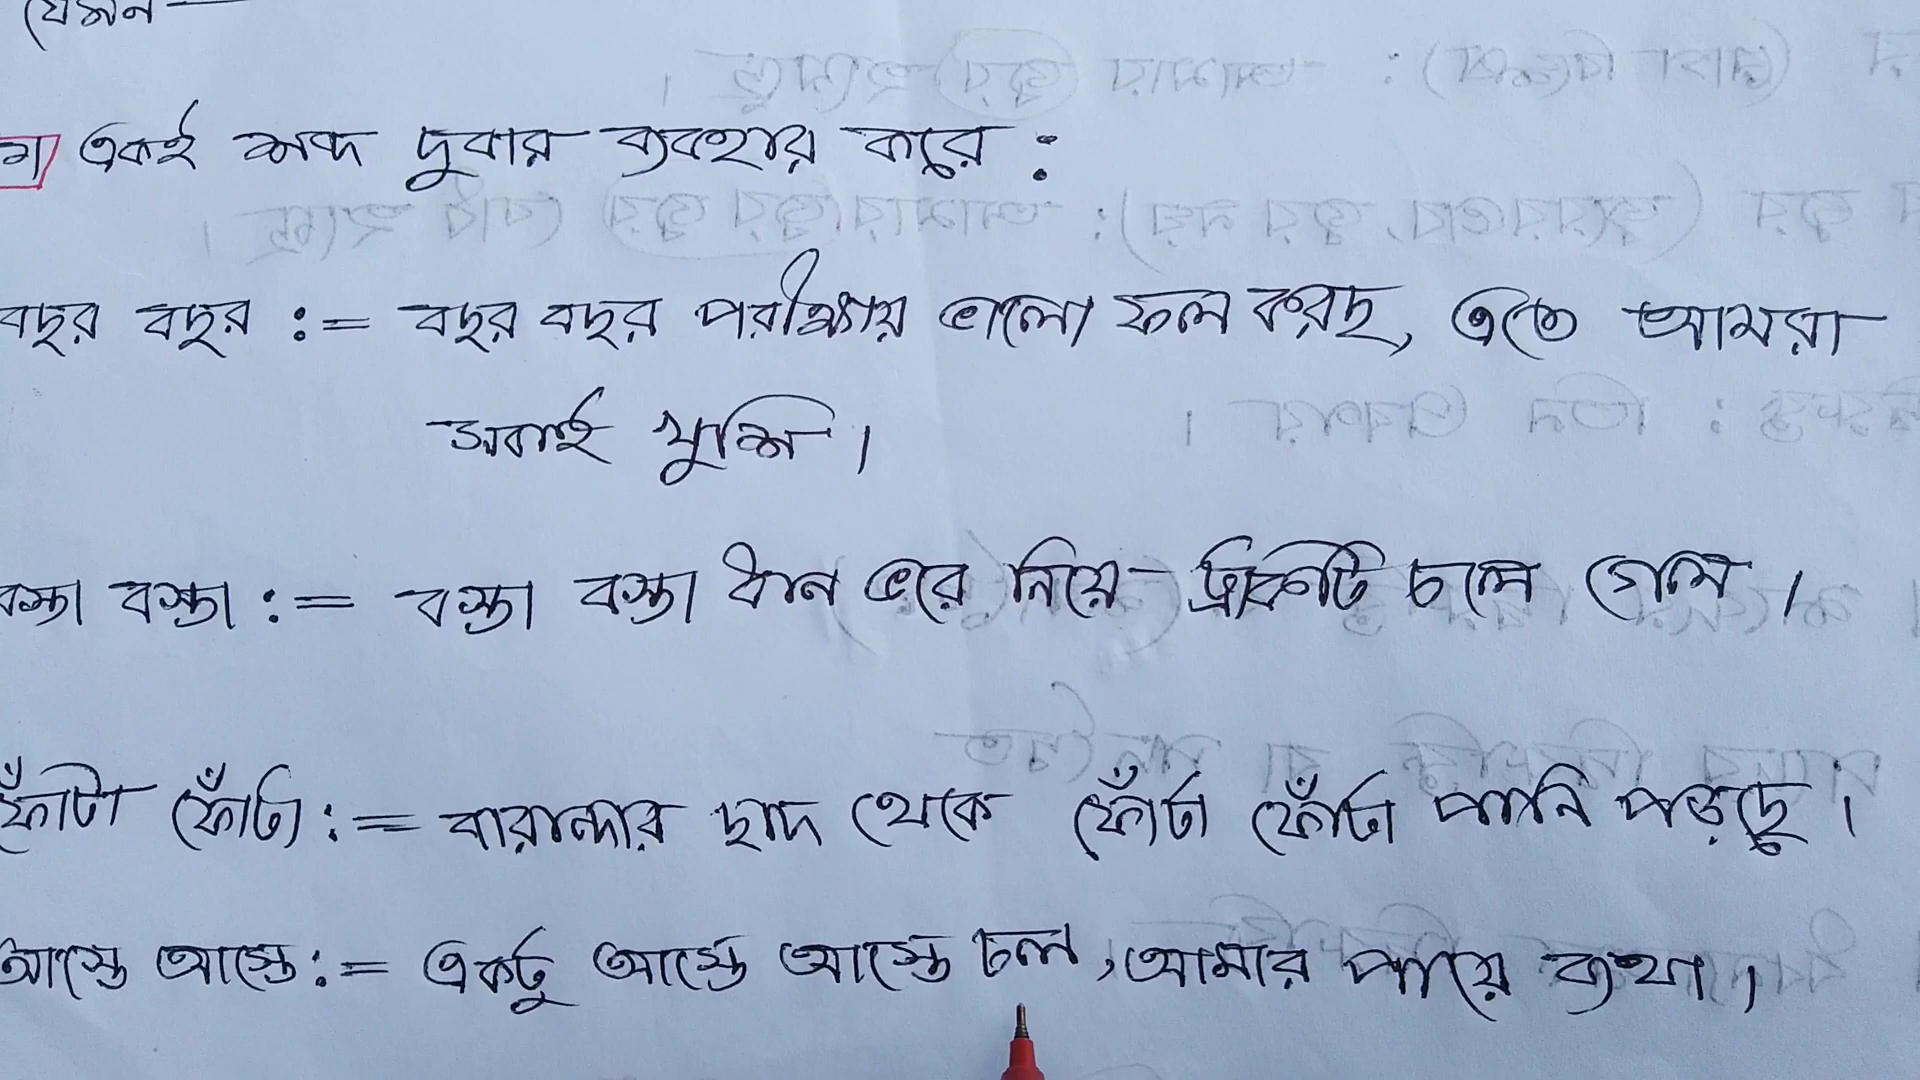 যেমন —
গ) একই শব্দ দুবার ব্যবহার করে :
বছর বছর := বছর বছর পরীক্ষায় ভালো ফল করছ, এতে আমরা
সবাই খুশি।
বস্তা বস্তা := বস্তা বস্তা ধান ভরে নিয়ে ট্রাকটি চলে গেল।
ফোঁটা ফোঁটা := বারান্দার ছাদ থেকে ফোঁটা ফোঁটা পানি পড়ছে।
আস্তে আস্তে := একটু আস্তে আস্তে চল, আমার পায়ে ব্যথা।